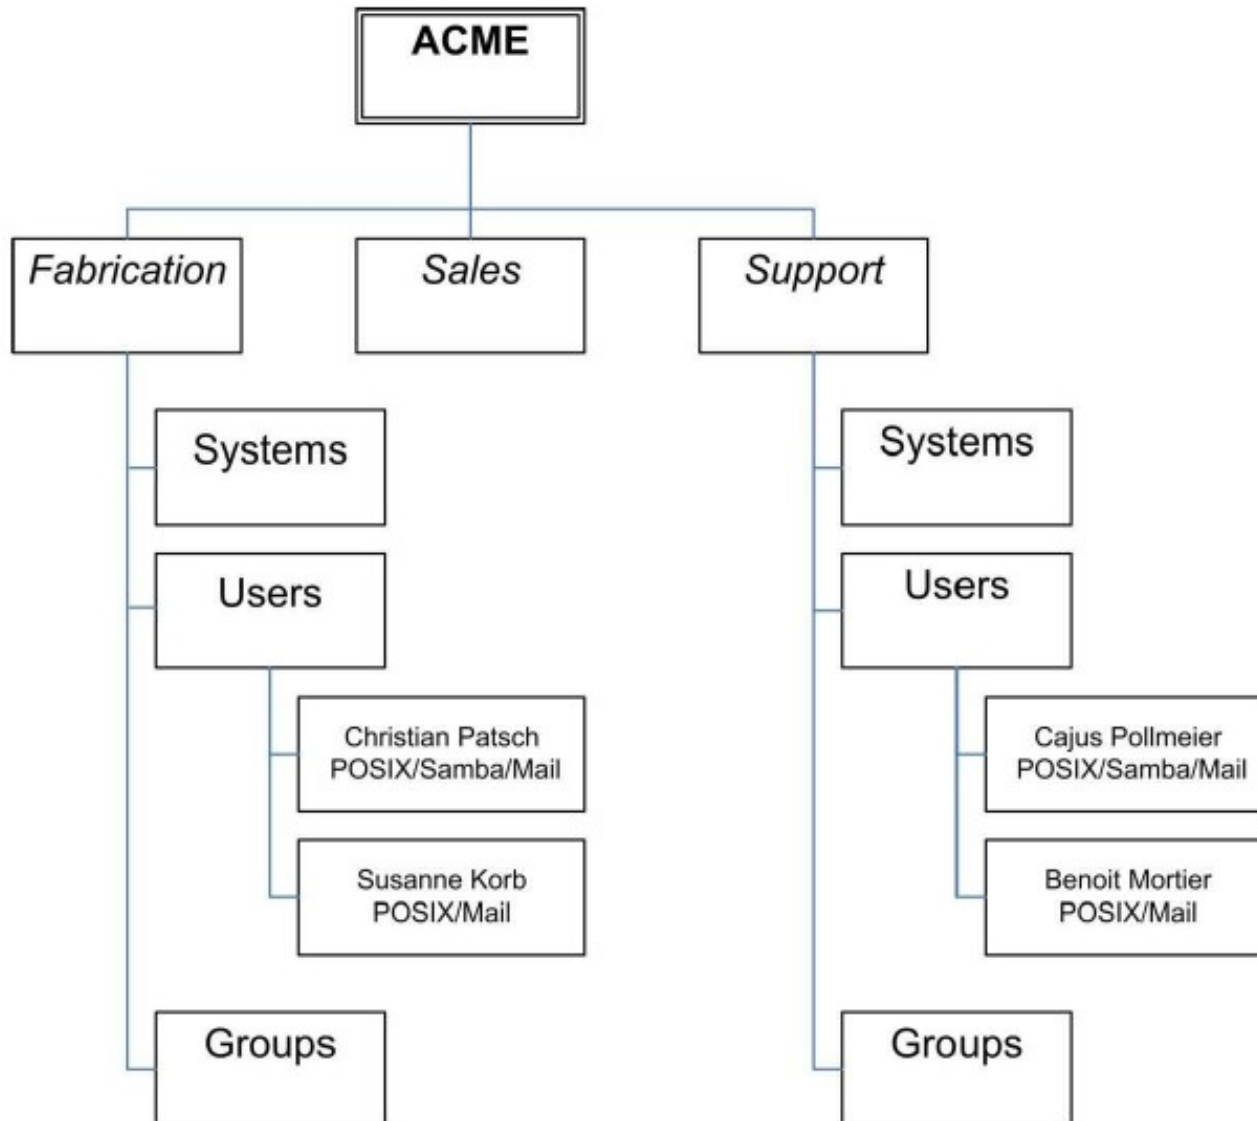 ACME
Fabrication
Sales
Support
Systems
Systems
Users
Users
Christian Patsch
POSIX/Samba/Mail
Cajus Pollmeier
POSIX/Samba/Mail
Susanne Korb
POSIX/Mail
Benoit Mortier
POSIX/Mail
Groups
Groups